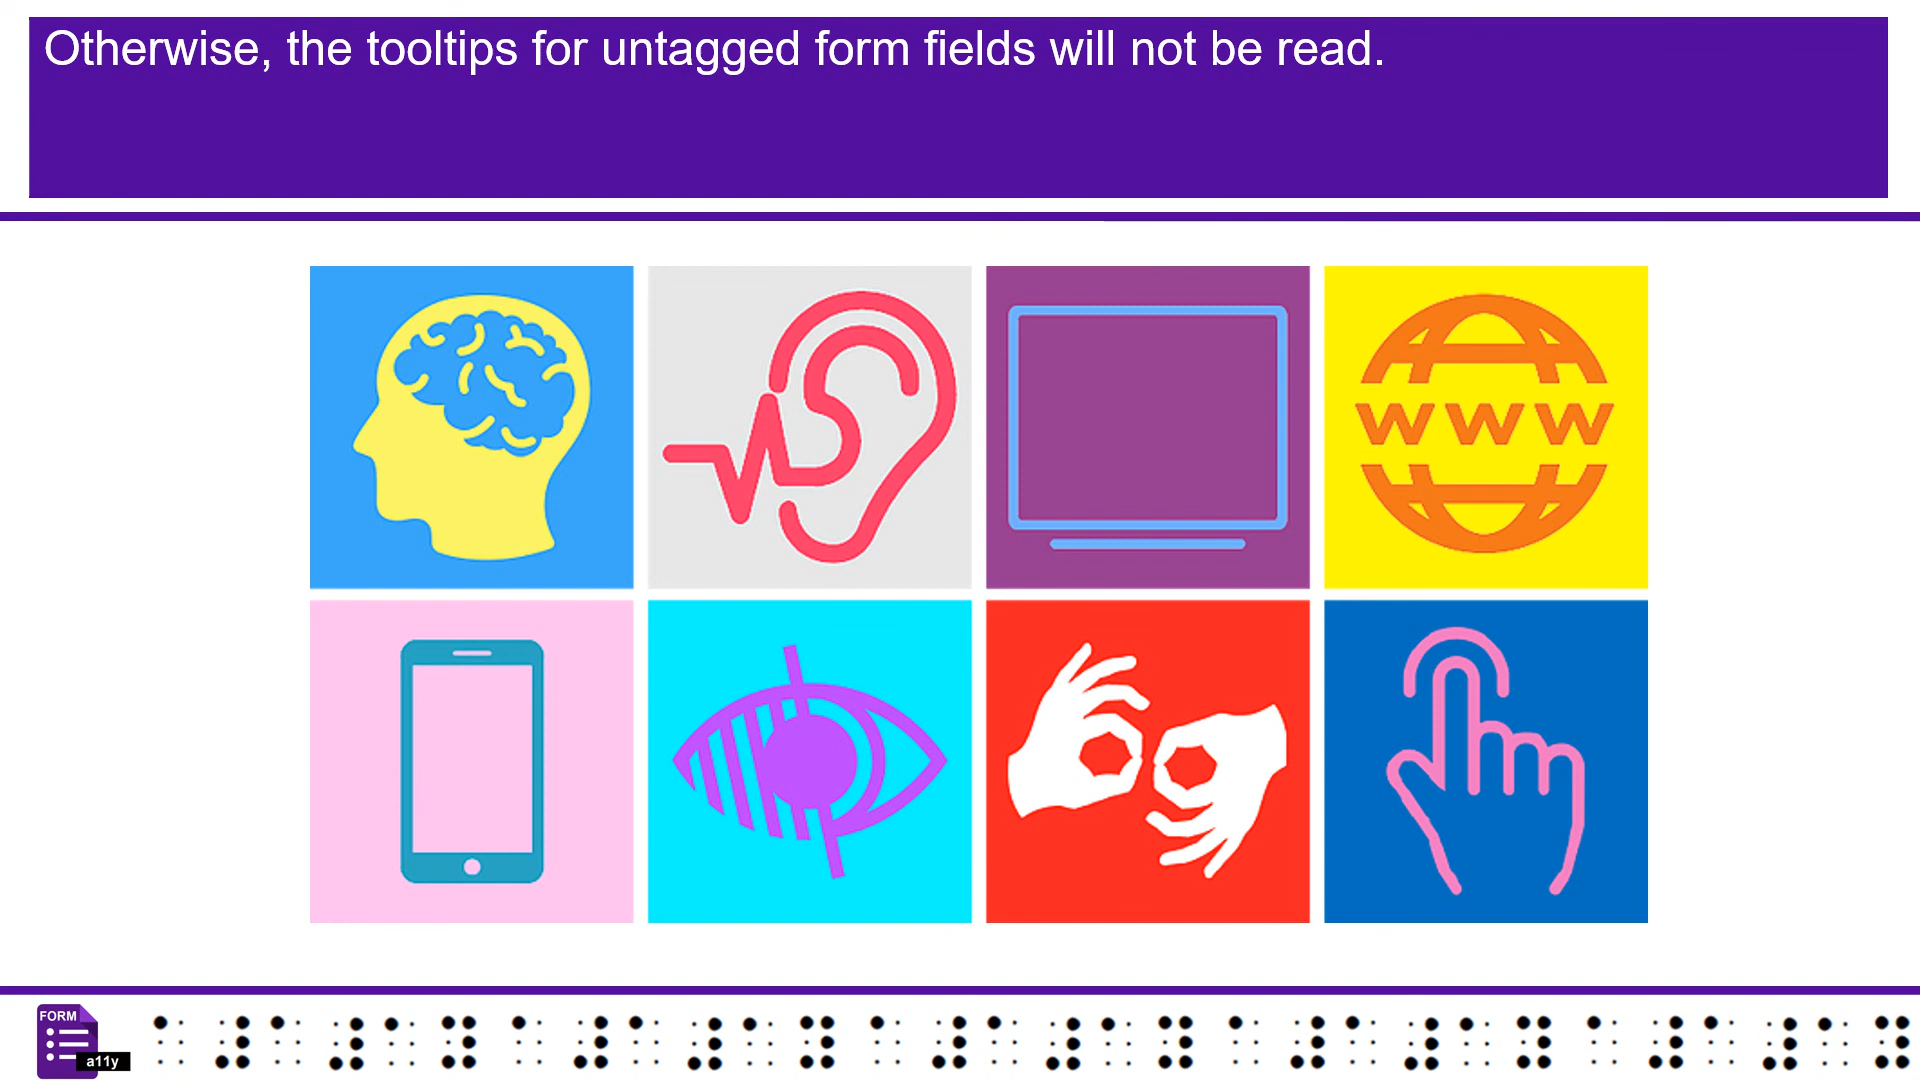 Otherwise, the tooltips for untagged form fields will not be read.
www
FORM
a11y